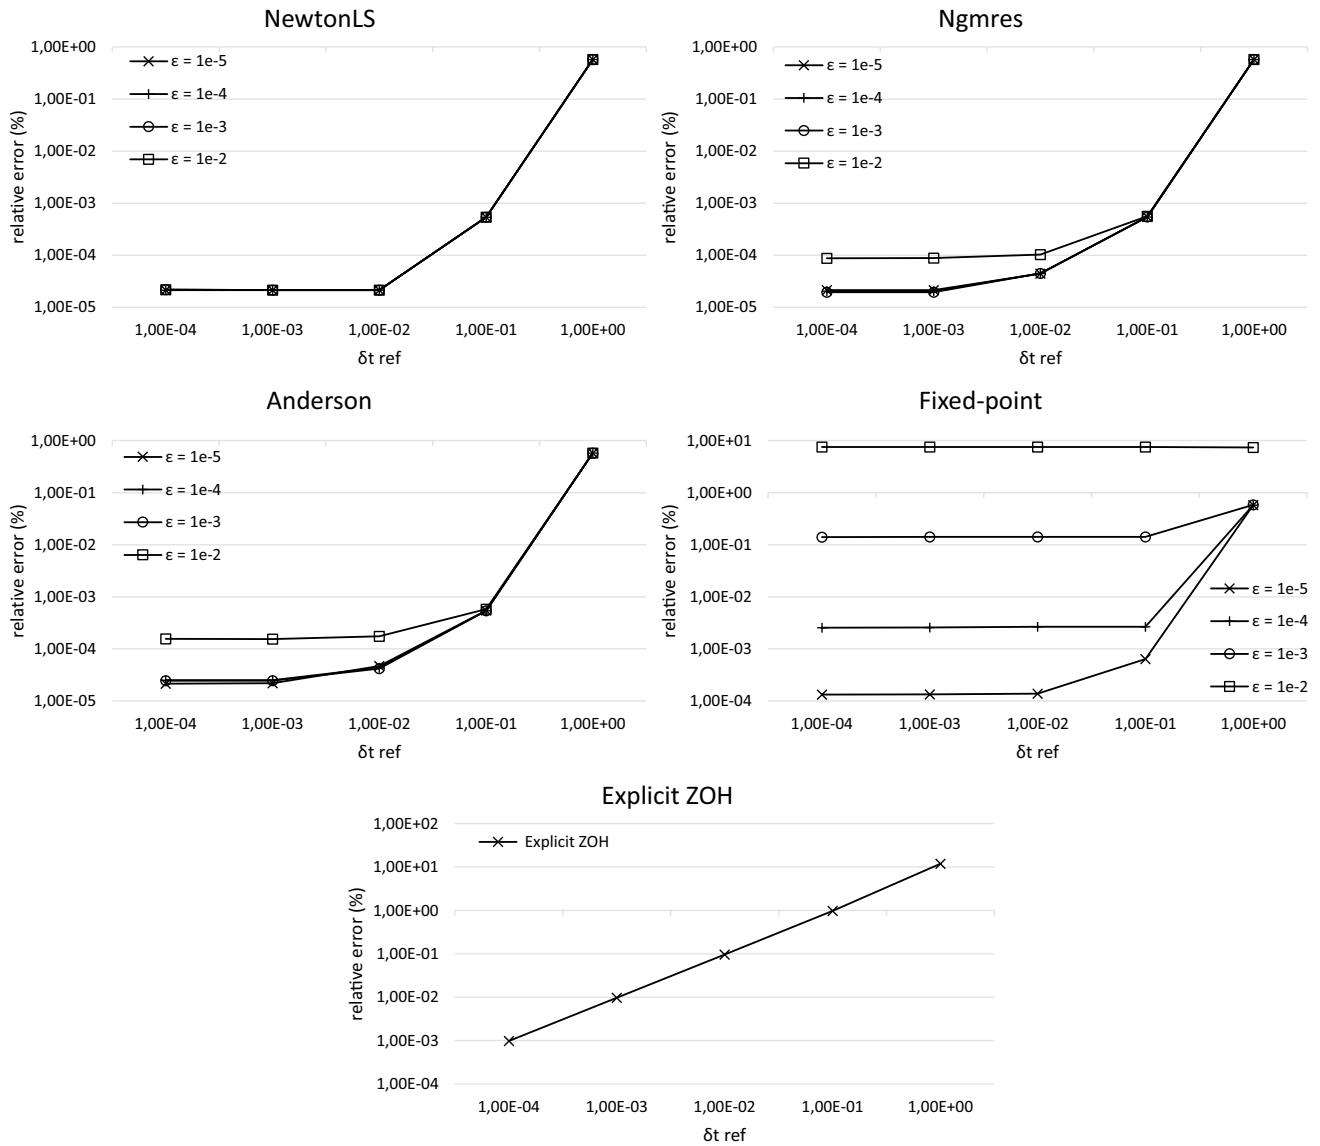 NewtonLS
relative error (%)
1,00E+00
1,00E-01
1,00E-02
1,00E-03
1,00E-04
1,00E-05
ε = 1e-5
ε = 1e-4
ε = 1e-3
ε = 1e-2
1,00E-04 1,00E-03 1,00E-02 1,00E-01 1,00E+00
δt ref
Ngmres
relative error (%)
1,00E+00
1,00E-01
1,00E-02
1,00E-03
1,00E-04
1,00E-05
ε = 1e-5
ε = 1e-4
ε = 1e-3
ε = 1e-2
1,00E-04 1,00E-03 1,00E-02 1,00E-01 1,00E+00
δt ref
Anderson
relative error (%)
1,00E+00
1,00E-01
1,00E-02
1,00E-03
1,00E-04
1,00E-05
ε = 1e-5
ε = 1e-4
ε = 1e-3
ε = 1e-2
1,00E-04 1,00E-03 1,00E-02 1,00E-01 1,00E+00
δt ref
Fixed-point
relative error (%)
1,00E+01
1,00E+00
1,00E-01
1,00E-02
1,00E-03
1,00E-04
ε = 1e-5
ε = 1e-4
ε = 1e-3
ε = 1e-2
1,00E-04 1,00E-03 1,00E-02 1,00E-01 1,00E+00
δt ref
Explicit ZOH
relative error (%)
1,00E+02
1,00E+01
1,00E+00
1,00E-01
1,00E-02
1,00E-03
1,00E-04
Explicit ZOH
1,00E-04 1,00E-03 1,00E-02 1,00E-01 1,00E+00
δt ref